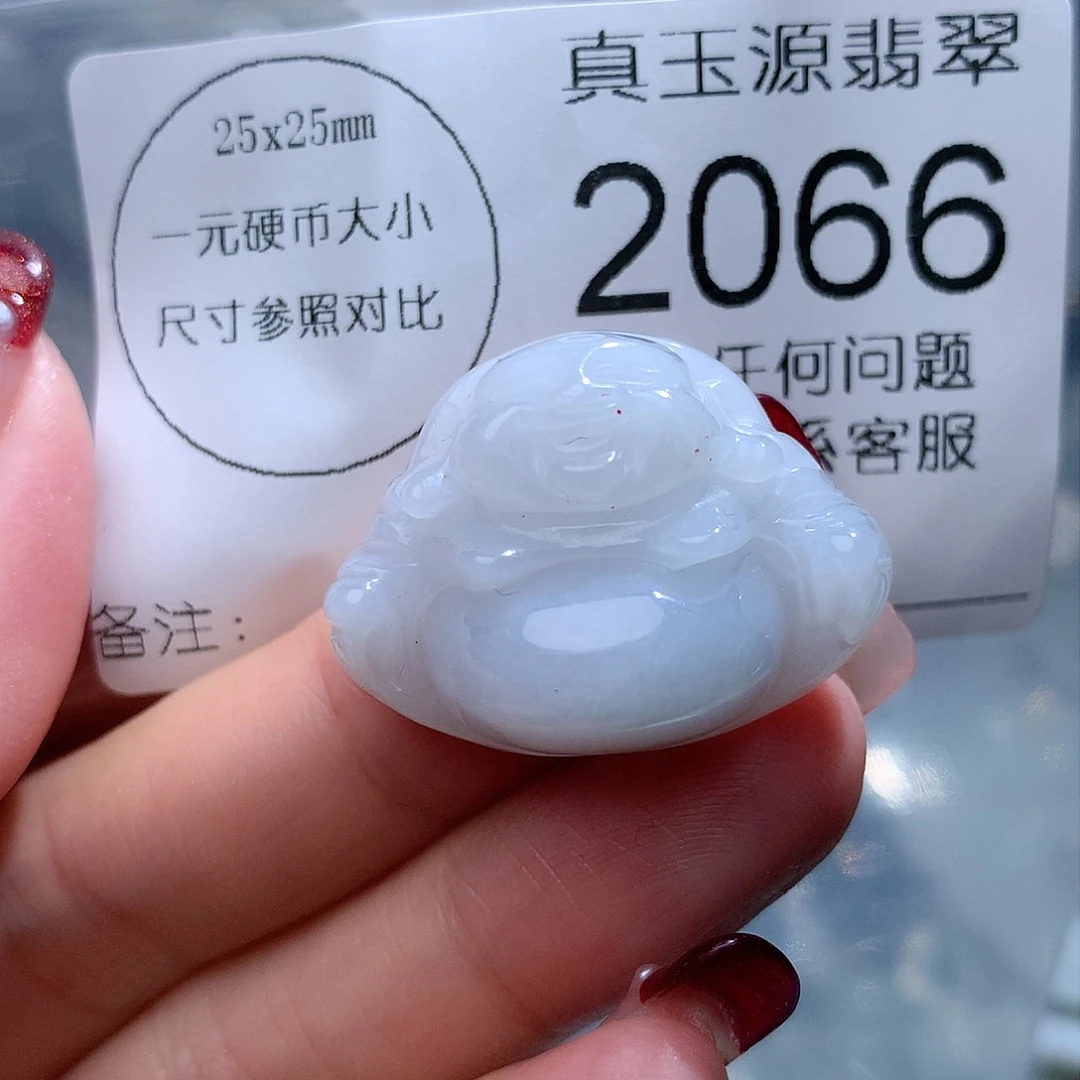 25x25mm
一元硬币大小
尺寸参照对比
真玉源翡翠
2066
任何问题
系客服
备注：